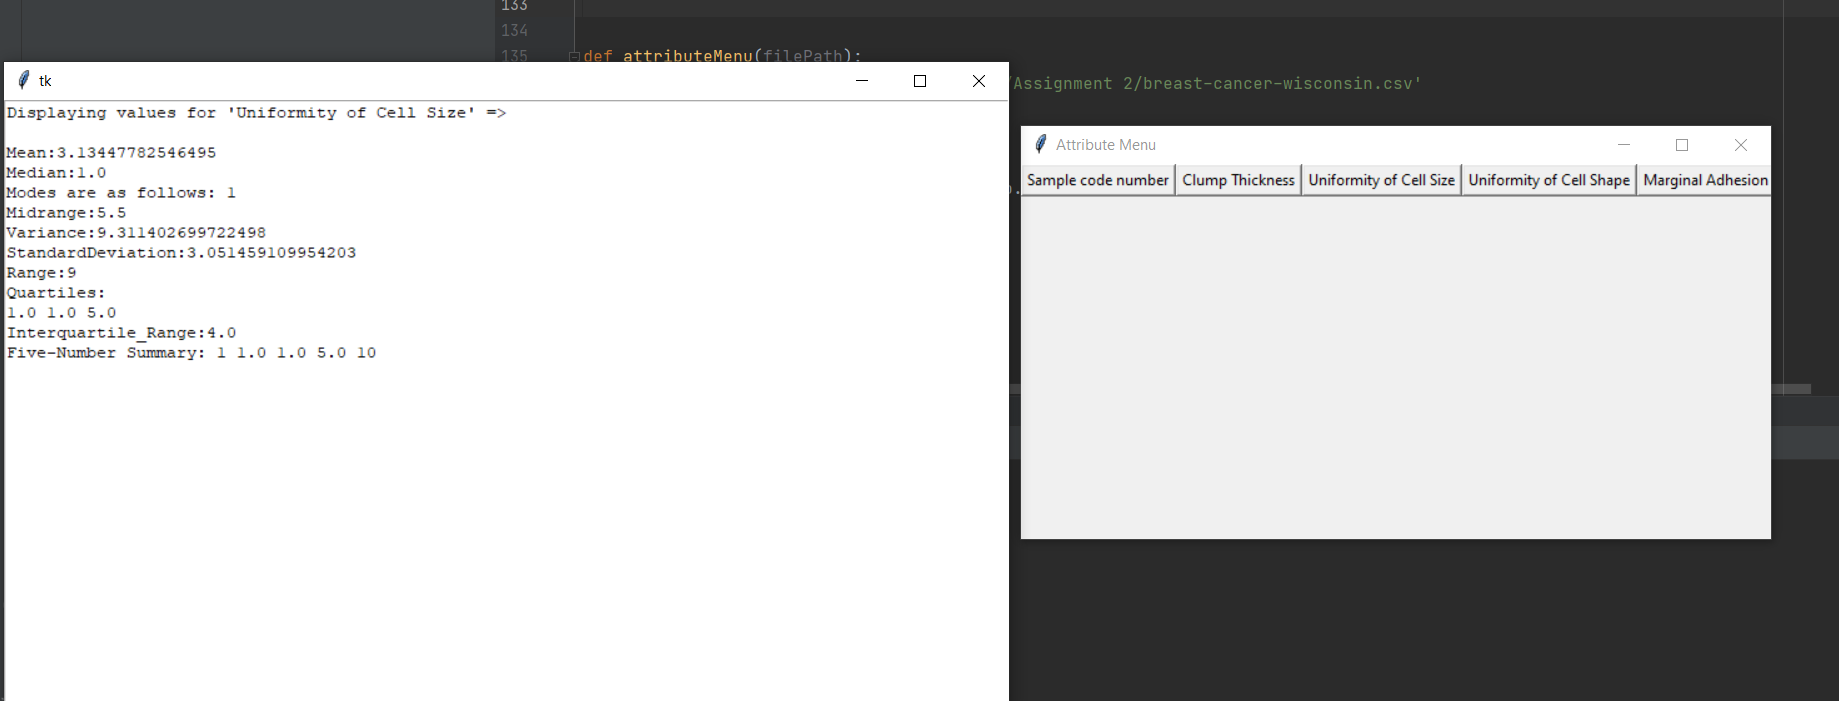 133
134
135 def attributeMenu(filePath):
/Assignment 2/breast-cancer-wisconsin.csv'
tk
Displaying values for 'Uniformity of Cell Size' =>
Mean:3.13447782546495
Median:1.0
Modes are as follows: 1
Midrange:5.5
Variance:9.311402699722498
StandardDeviation:3.051459109954203
Range:9
Quartiles:
1.0 1.0 5.0
Interquartile_Range:4.0
Five-Number Summary: 1 1.0 1.0 5.0 10
Attribute Menu
Sample code number Clump Thickness Uniformity of Cell Size Uniformity of Cell Shape Marginal Adhesion